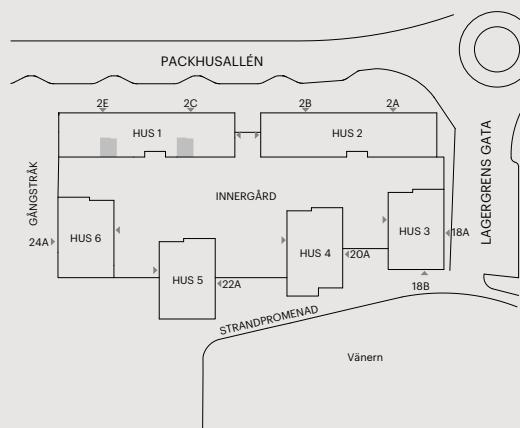 PACKHUSALLÉN
2E
2C
2B
2A
HUS 1
HUS 2
LAGERGRENS GATA
GÅNGSTRÅK
INNERGÅRD
24A
HUS 6
HUS 3
18A
HUS 4
20A
HUS 5
22A
18B
STRANDPROMENAD
Vänern